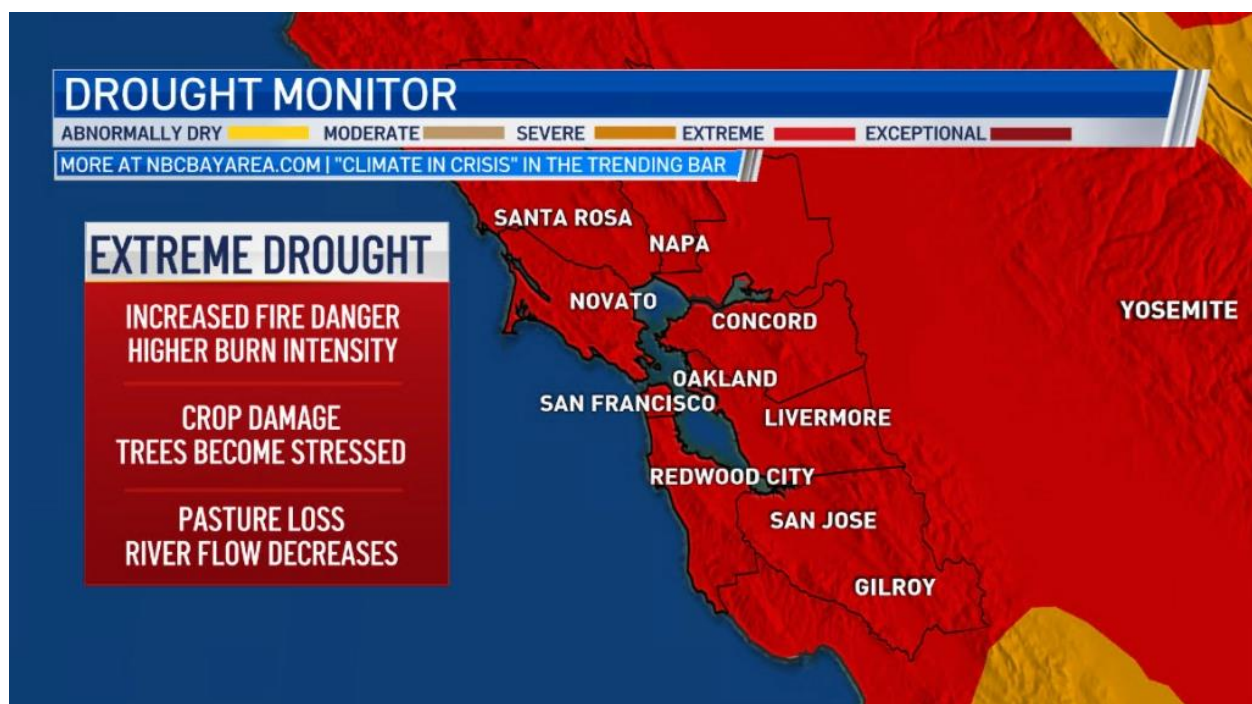 DROUGHT MONITOR
ABNORMALLY DRY MODERATE SEVERE EXTREME EXCEPTIONAL
MORE AT NBCBAYAREA.COM | "CLIMATE IN CRISIS" IN THE TRENDING BAR
EXTREME DROUGHT
INCREASED FIRE DANGER
HIGHER BURN INTENSITY
CROP DAMAGE
TREES BECOME STRESSED
PASTURE LOSS
RIVER FLOW DECREASES
SANTA ROSA
NAPA
NOVATO
CONCORD
YOSEMITE
OAKLAND
SAN FRANCISCO
LIVERMORE
REDWOOD CITY
SAN JOSE
GILROY